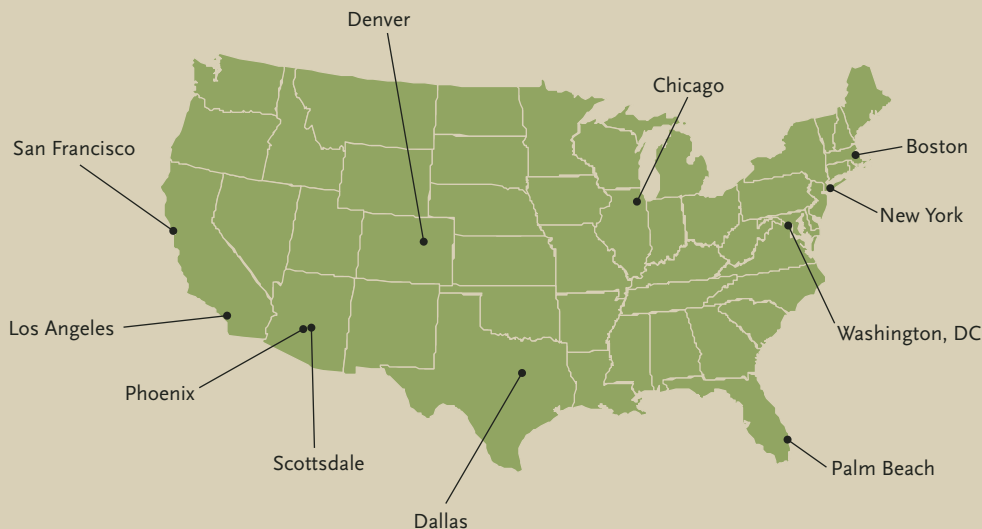 Denver
Chicago
San Francisco
Boston
New York
Los Angeles
Washington, DC
Phoenix
Scottsdale
Palm Beach
Dallas